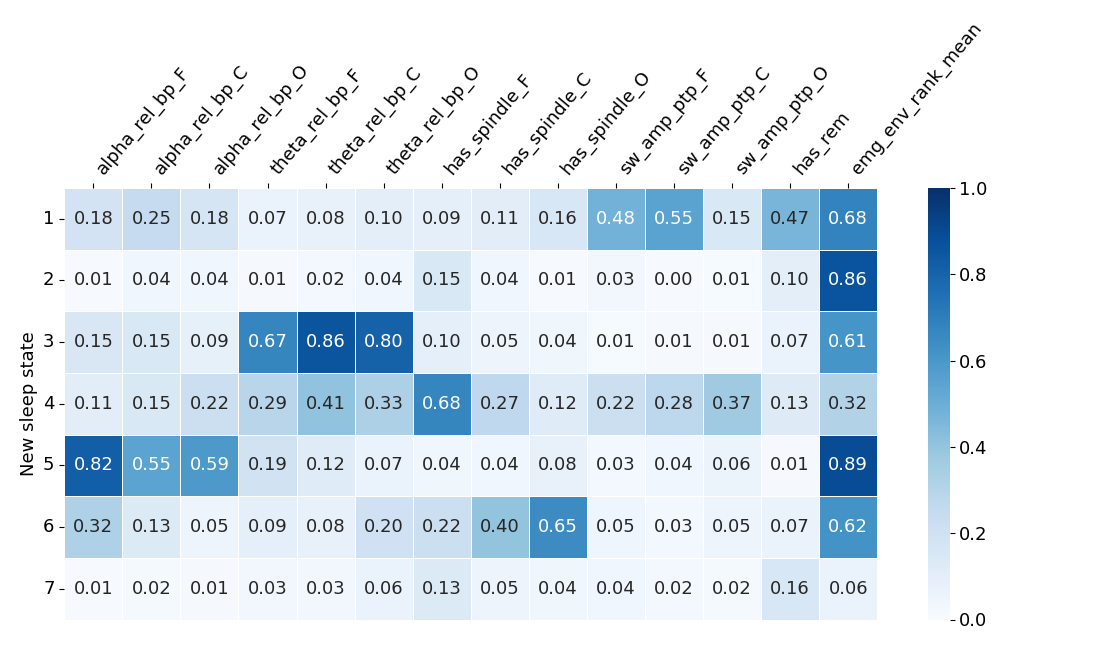 alpha_rel_bp_F
alpha_rel_bp_C
alpha_rel_bp_O
theta_rel_bp_F
theta_rel_bp_C
theta_rel_bp_O
has_spindle_F
has_spindle_C
has_spindle_O
sw_amp_ptp_F
sw_amp_ptp_C
sw_amp_ptp_O
has_rem
emg_env_rank_mean
New sleep state
1 0.18 0.25 0.18 0.07 0.08 0.10 0.09 0.11 0.16 0.48 0.55 0.15 0.47 0.68
2 0.01 0.04 0.04 0.01 0.02 0.04 0.15 0.04 0.01 0.03 0.00 0.01 0.10 0.86
3 0.15 0.15 0.09 0.67 0.86 0.80 0.10 0.05 0.04 0.01 0.01 0.01 0.07 0.61
4 0.11 0.15 0.22 0.29 0.41 0.33 0.68 0.27 0.12 0.22 0.28 0.37 0.13 0.32
5 0.82 0.55 0.59 0.19 0.12 0.07 0.04 0.04 0.08 0.03 0.04 0.06 0.01 0.89
6 0.32 0.13 0.05 0.09 0.08 0.20 0.22 0.40 0.65 0.05 0.03 0.05 0.07 0.62
7 0.01 0.02 0.01 0.03 0.03 0.06 0.13 0.05 0.04 0.04 0.02 0.02 0.16 0.06
1.0
0.8
0.6
0.4
0.2
0.0